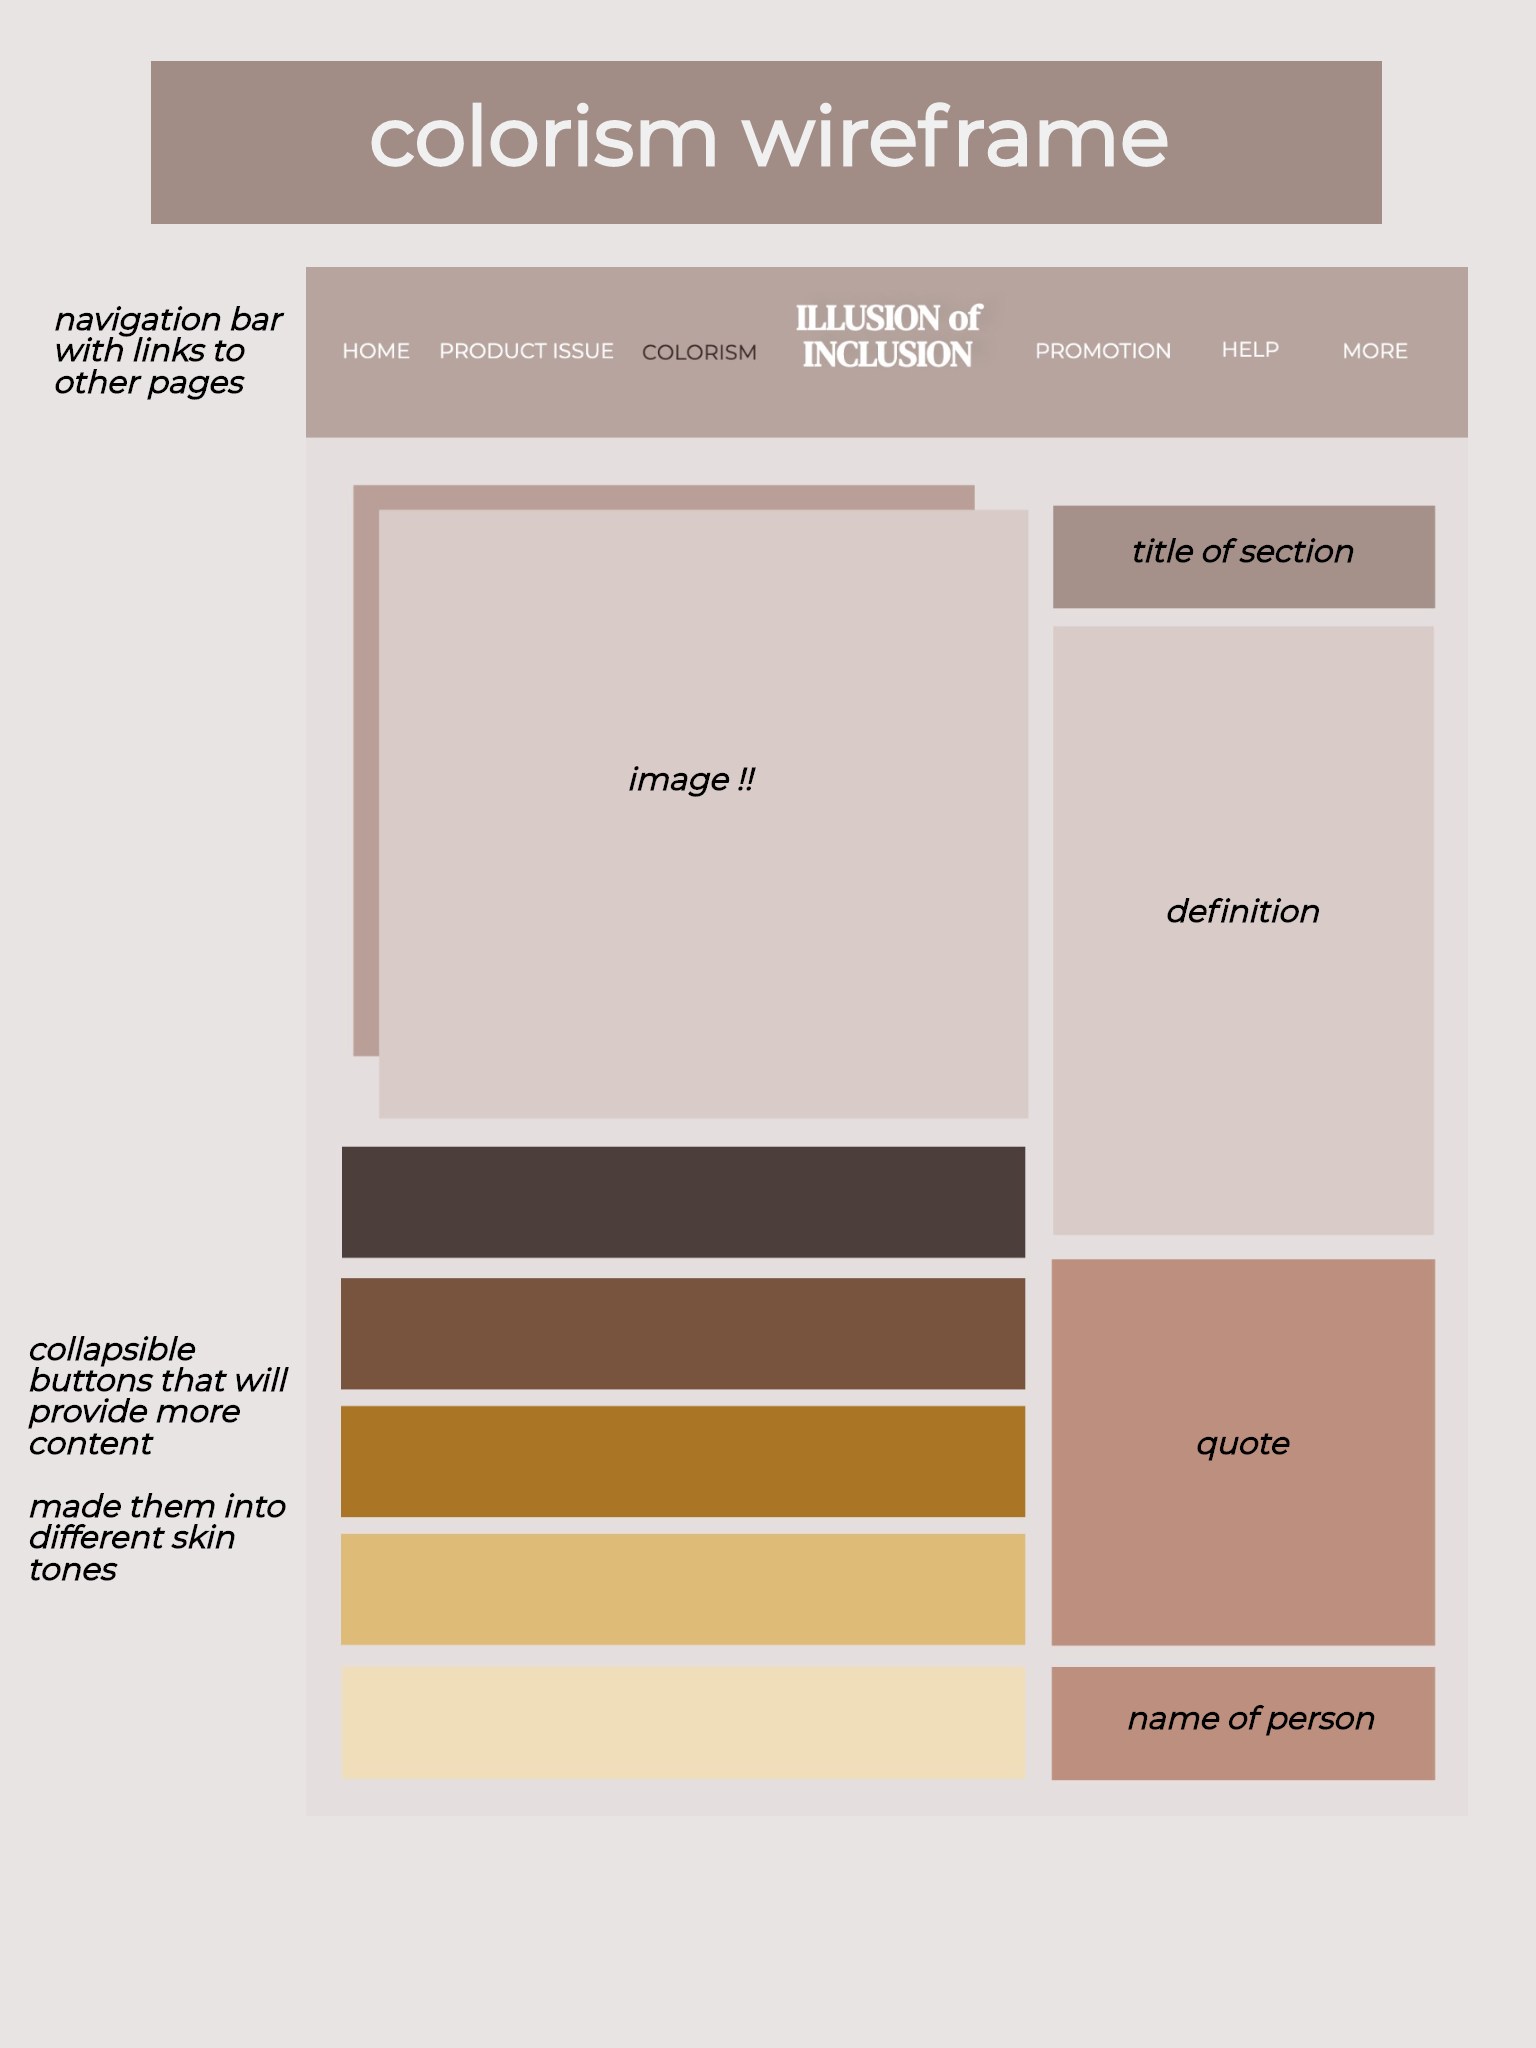 colorism wireframe
navigation bar
with links to
other pages
HOME PRODUCT ISSUE COLORISM
ILLUSION of
INCLUSION
PROMOTION HELP MORE
image !!
title of section
definition
collapsible
buttons that will
provide more
content
made them into
different skin
tones
quote
name of person